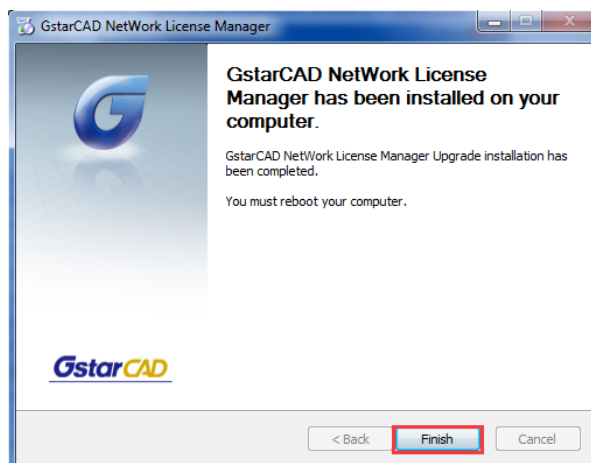 GstarCAD NetWork License Manager
GstarCAD NetWork License
Manager has been installed on your
computer.
GstarCAD NetWork License Manager Upgrade installation has
been completed.
You must reboot your computer.
GstarCAD
< Back Finish Cancel